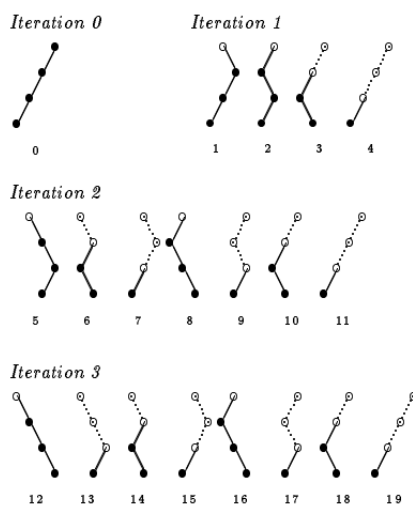 Iteration 0 Iteration 1
0 1 2 3 4
Iteration 2
5 6 7 8 9 10 11
Iteration 3
12 13 14 15 16 17 18 19